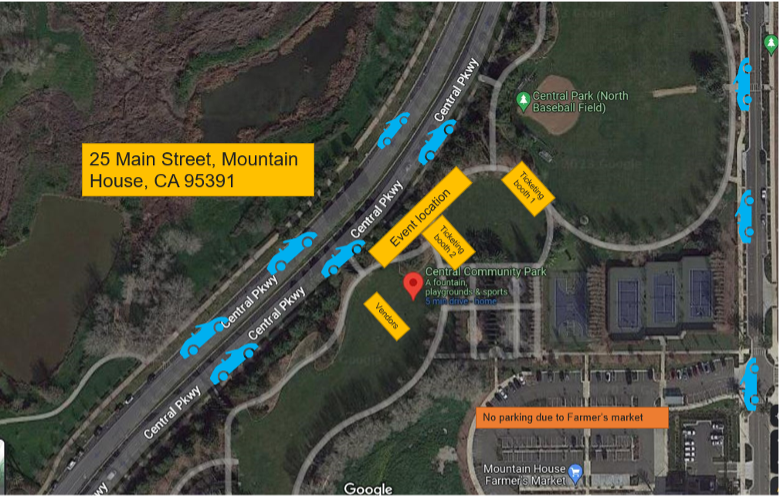 Central Pkwy
Central Park (North
Baseball Field)
25 Main Street, Mountain
House, CA 95391
Central Pkwy
Event location
Ticketing
booth 1
Ticketing
booth 2
Central Community Park
A fountain,
playgrounds & sports
5 min drive - home
Central Pkwy
Central Pkwy
Vendors
Central Pkwy
No parking due to Farmer's market
Mountain House
Farmer's Market
wy
Google